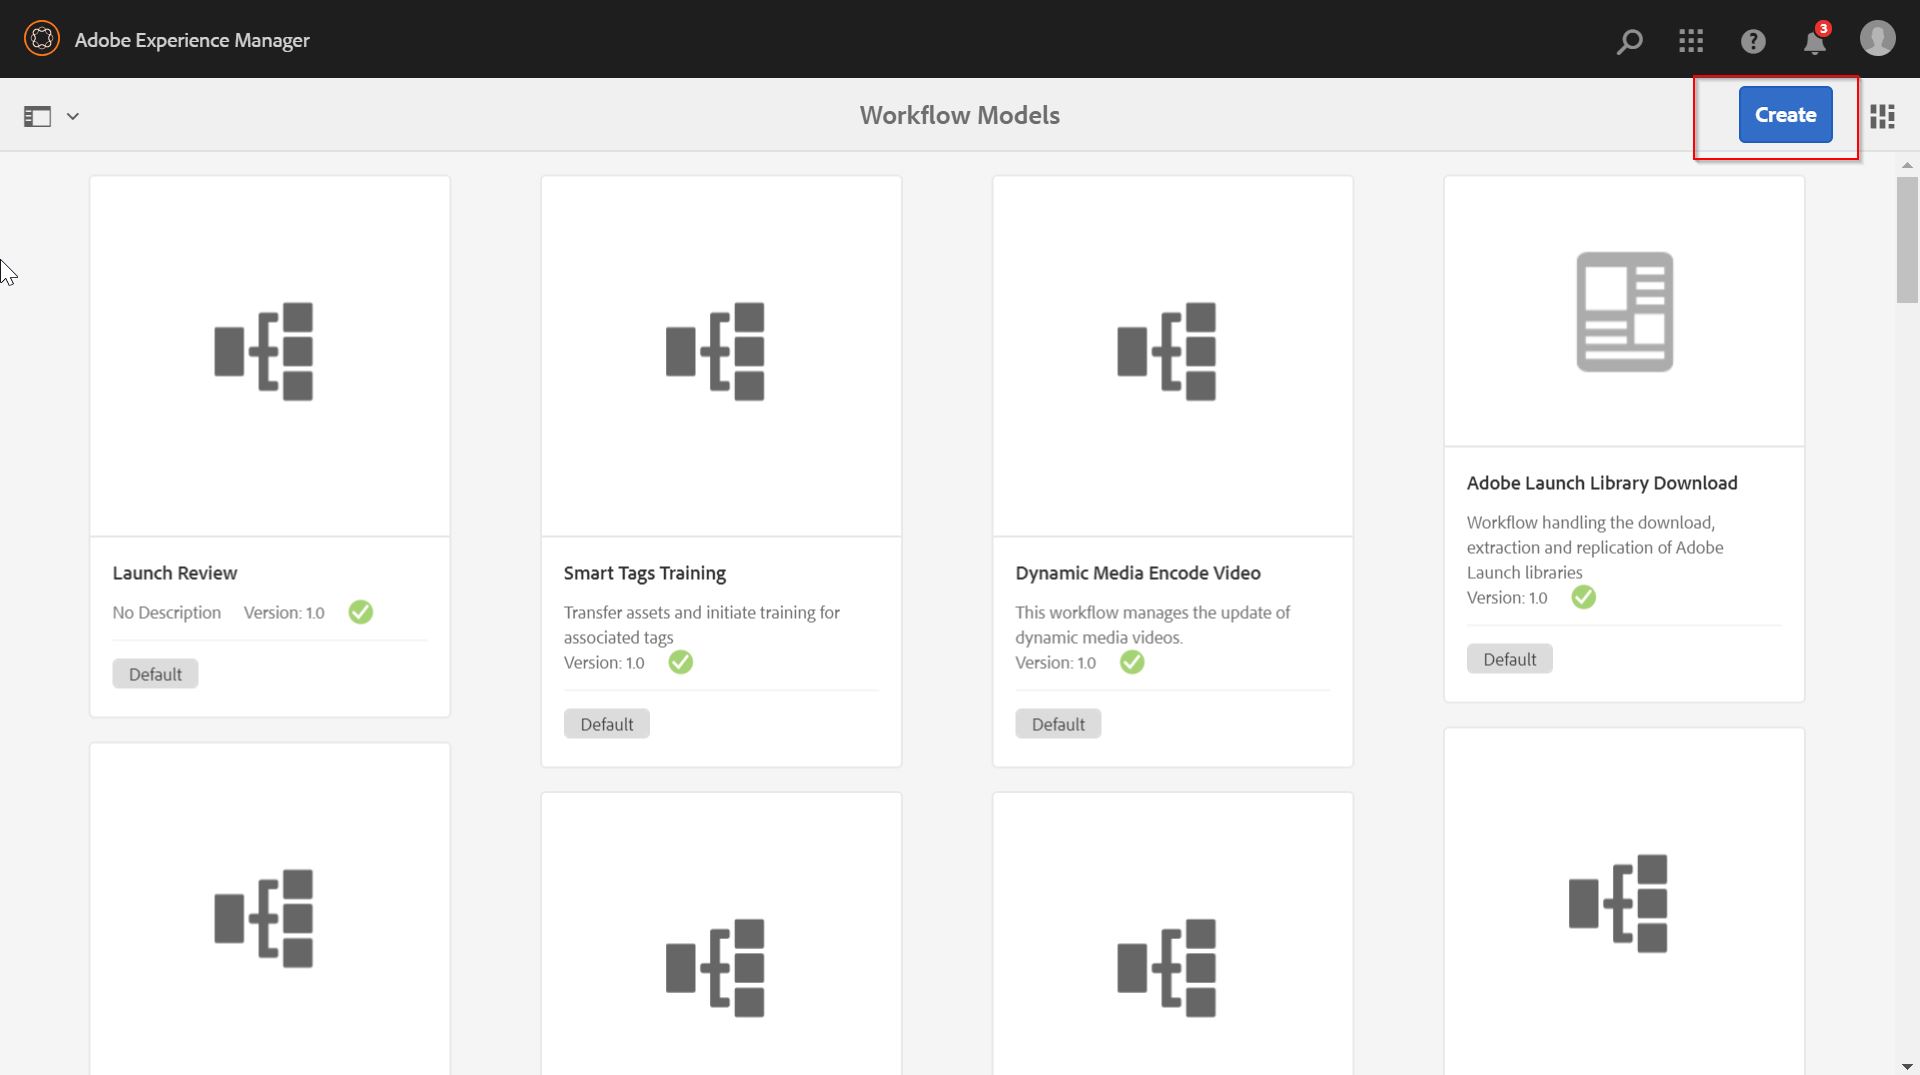 Adobe Experience Manager
3
Workflow Models
Create
Launch Review
No Description Version: 1.0
Default
Smart Tags Training
Transfer assets and initiate training for
associated tags
Version: 1.0
Default
Dynamic Media Encode Video
This workflow manages the update of
dynamic media videos.
Version: 1.0
Default
Adobe Launch Library Download
Workflow handling the download,
extraction and replication of Adobe
Launch libraries
Version: 1.0
Default